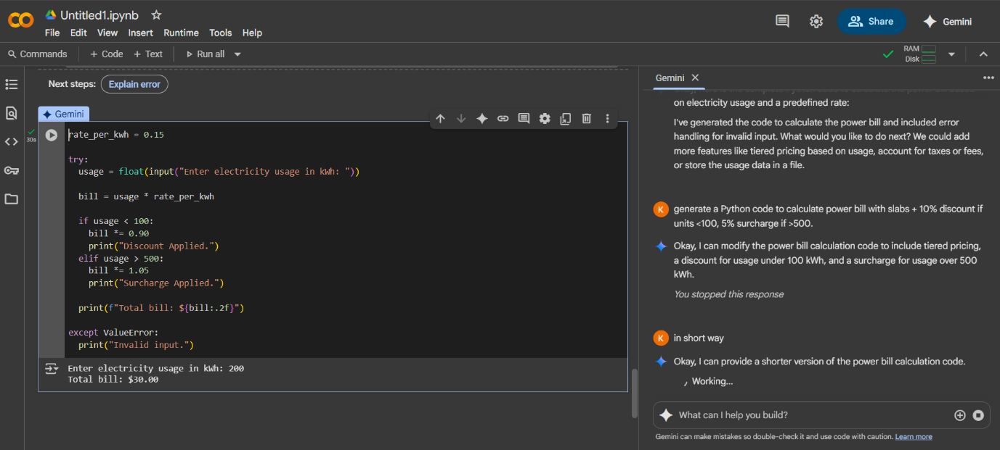 Untitled1.ipynb
File Edit View Insert Runtime Tools Help
Share
Gemini
Commands + Code + Text Run all
RAM
Disk
Next steps: Explain error
Gemini
30s
rate_per_kwh = 0.15
try:
usage = float(input("Enter electricity usage in kWh: "))
bill = usage * rate_per_kwh
if usage < 100:
bill *= 0.90
print("Discount Applied.")
elif usage > 500:
bill *= 1.05
print("Surcharge Applied.")
print(f"Total bill: ${bill:.2f}")
except ValueError:
print("Invalid input.")
Enter electricity usage in kWh: 200
Total bill: $30.00
Gemini
on electricity usage and a predefined rate:
I've generated the code to calculate the power bill and included error
handling for invalid input. What would you like to do next? We could add
more features like tiered pricing based on usage, account for taxes or fees,
or store the usage data in a file.
K
generate a Python code to calculate power bill with slabs + 10% discount if
units <100, 5% surcharge if >500.
Okay, I can modify the power bill calculation code to include tiered pricing,
a discount for usage under 100 kWh, and a surcharge for usage over 500
kWh.
You stopped this response
K
in short way
Okay, I can provide a shorter version of the power bill calculation code.
Working...
What can I help you build?
Gemini can make mistakes so double-check it and use code with caution. Learn more